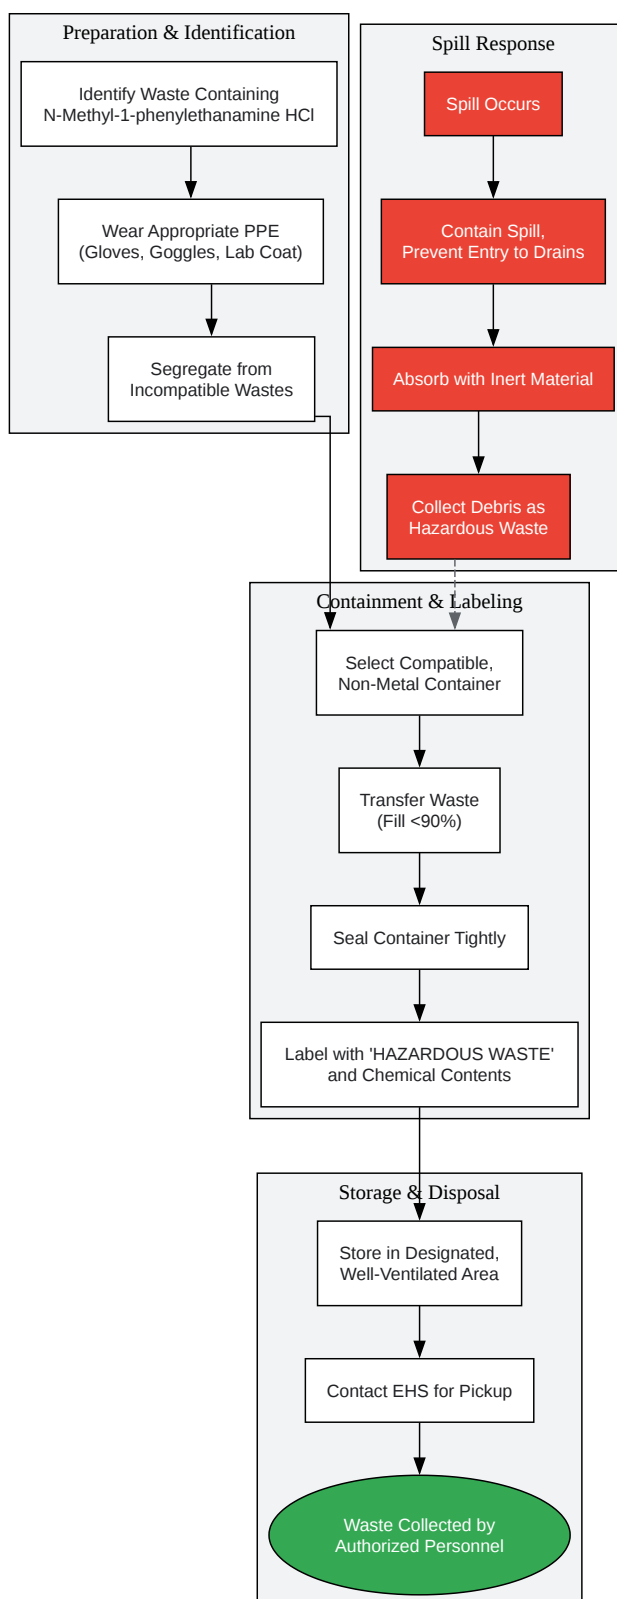 Preparation & Identification
Identify Waste Containing
N-Methyl-1-phenylethanamine HCl
Wear Appropriate PPE
(Gloves, Goggles, Lab Coat)
Segregate from
Incompatible Wastes
Spill Response
Spill Occurs
Contain Spill,
Prevent Entry to Drains
Absorb with Inert Material
Collect Debris as
Hazardous Waste
Containment & Labeling
Select Compatible,
Non-Metal Container
Transfer Waste
(Fill <90%)
Seal Container Tightly
Label with 'HAZARDOUS WASTE'
and Chemical Contents
Storage & Disposal
Store in Designated,
Well-Ventilated Area
Contact EHS for Pickup
Waste Collected by
Authorized Personnel